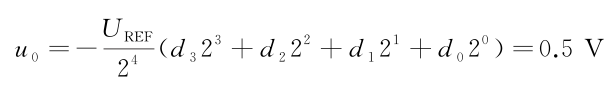 u₀ = −U_REF/2⁴ (d₃2³ + d₂2² + d₁2¹ + d₀2⁰) = 0.5 V